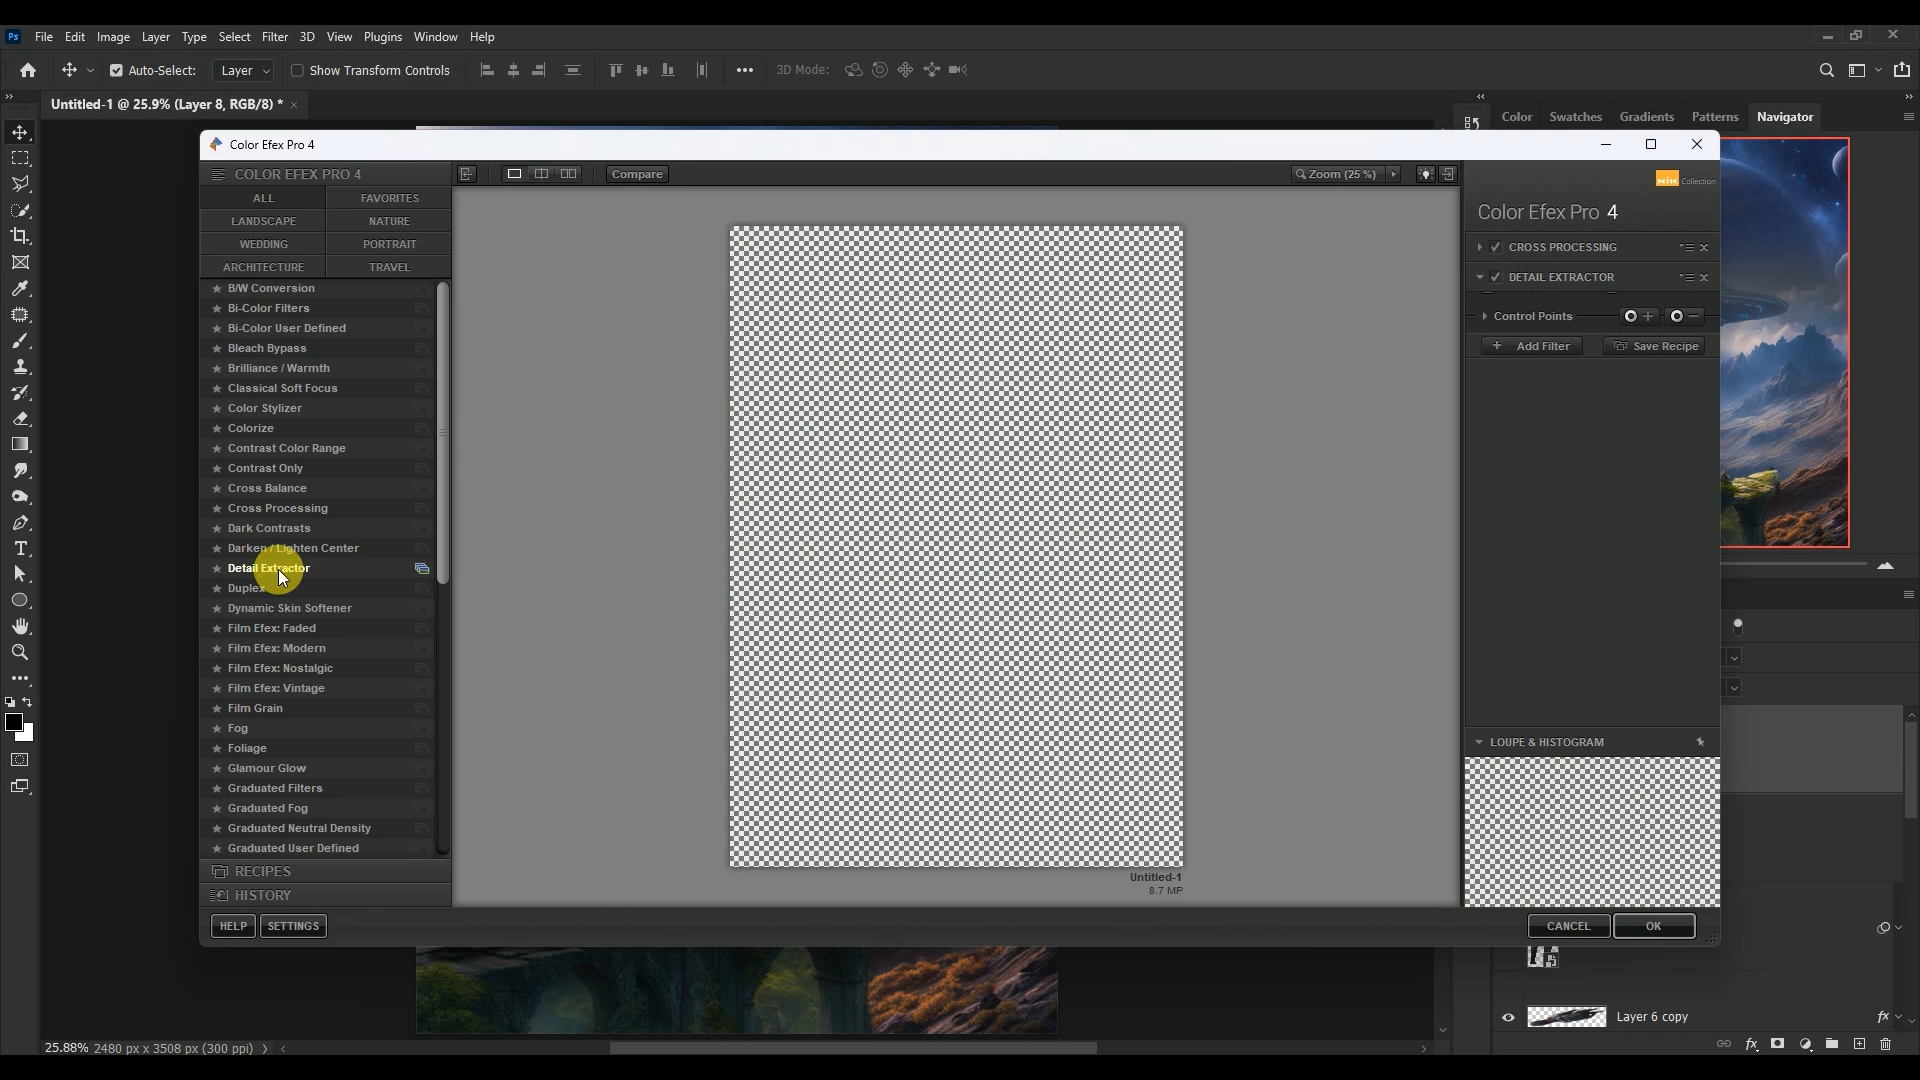 Ps File Edit Image Layer Type Select Filter 3D View Plugins Window Help
Auto-Select: Layer Show Transform Controls 3D Mode:
Untitled-1 @ 25.9% (Layer 8, RGB/8) *
Color Swatches Gradients Patterns Navigator
Color Efex Pro 4
COLOR EFEX PRO 4
Compare
Zoom (25 %)
ALL FAVORITES
LANDSCAPE NATURE
WEDDING PORTRAIT
ARCHITECTURE TRAVEL
B/W Conversion
Bi-Color Filters
Bi-Color User Defined
Bleach Bypass
Brilliance / Warmth
Classical Soft Focus
Color Stylizer
Colorize
Contrast Color Range
Contrast Only
Cross Balance
Cross Processing
Dark Contrasts
Darken / Lighten Center
Detail Extractor
Duplex
Dynamic Skin Softener
Film Efex: Faded
Film Efex: Modern
Film Efex: Nostalgic
Film Efex: Vintage
Film Grain
Fog
Foliage
Glamour Glow
Graduated Filters
Graduated Fog
Graduated Neutral Density
Graduated User Defined
RECIPES
HISTORY
HELP SETTINGS
Untitled-1
8.7 MP
Nik Collection
Color Efex Pro 4
CROSS PROCESSING
DETAIL EXTRACTOR
Control Points
Add Filter Save Recipe
LOUPE & HISTOGRAM
CANCEL OK
Layer 6 copy fx
25.88% 2480 px x 3508 px (300 ppi)
fx